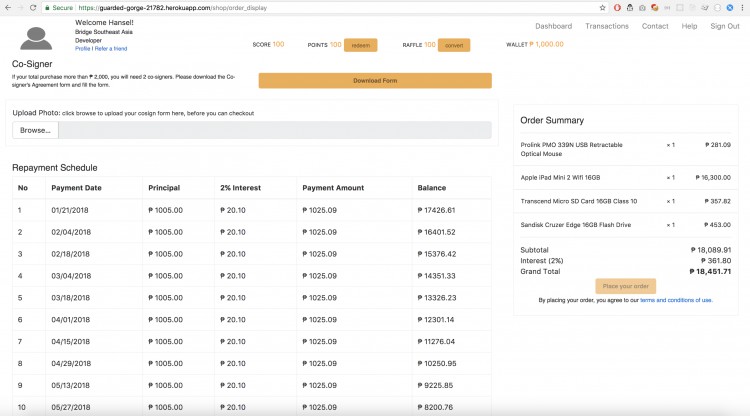 Secure https://guarded-gorge-21782.herokuapp.com/shop/order_display
Welcome Hansel!
Bridge Southeast Asia
Developer
Profile I Refer a friend
SCORE 100 POINTS 100 redeem RAFFLE 100 convert WALLET ₱ 1,000.00
Dashboard Transactions Contact Help Sign Out
Co-Signer
If your total purchase more than ₱ 2,000, you will need 2 co-signers. Please download the Co-
signer's Agreement form and fill the form.
Download Form
Upload Photo: click browse to upload your cosign form here, before you can checkout
Browse...
Repayment Schedule
No Payment Date Principal 2% Interest Payment Amount Balance
1 01/21/2018 ₱ 1005.00 ₱ 20.10 ₱ 1025.09 ₱ 17426.61
2 02/04/2018 ₱ 1005.00 ₱ 20.10 ₱ 1025.09 ₱ 16401.52
3 02/18/2018 ₱ 1005.00 ₱ 20.10 ₱ 1025.09 ₱ 15376.42
4 03/04/2018 ₱ 1005.00 ₱ 20.10 ₱ 1025.09 ₱ 14351.33
5 03/18/2018 ₱ 1005.00 ₱ 20.10 ₱ 1025.09 ₱ 13326.23
6 04/01/2018 ₱ 1005.00 ₱ 20.10 ₱ 1025.09 ₱ 12301.14
7 04/15/2018 ₱ 1005.00 ₱ 20.10 ₱ 1025.09 ₱ 11276.04
8 04/29/2018 ₱ 1005.00 ₱ 20.10 ₱ 1025.09 ₱ 10250.95
9 05/13/2018 ₱ 1005.00 ₱ 20.10 ₱ 1025.09 ₱ 9225.85
10 05/27/2018 ₱ 1005.00 ₱ 20.10 ₱ 1025.09 ₱ 8200.76
Order Summary
Prolink PMO 339N USB Retractable × 1 ₱ 281.09
Optical Mouse
Apple iPad Mini 2 Wifi 16GB × 1 ₱ 16,300.00
Transcend Micro SD Card 16GB Class 10 × 1 ₱ 357.82
Sandisk Cruzer Edge 16GB Flash Drive × 1 ₱ 453.00
Subtotal ₱ 18,089.91
Interest (2%) ₱ 361.80
Grand Total ₱ 18,451.71
Place your order
By placing your order, you agree to our terms and conditions of use.